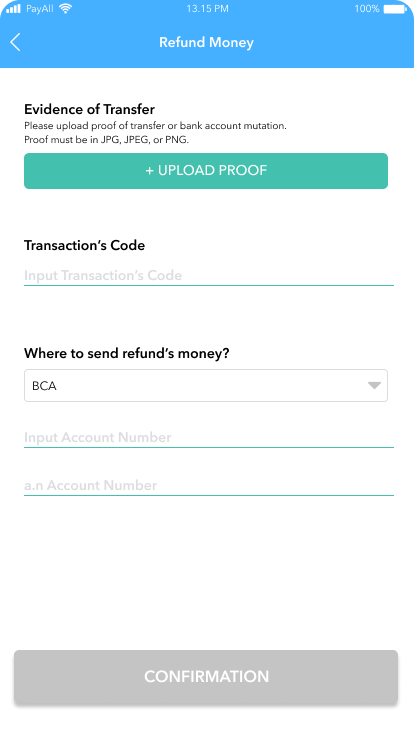 PayAll 13.15 PM 100%
Refund Money
Evidence of Transfer
Please upload proof of transfer or bank account mutation.
Proof must be in JPG, JPEG, or PNG.
+ UPLOAD PROOF
Transaction's Code
Input Transaction's Code
Where to send refund's money?
BCA
Input Account Number
a.n Account Number
CONFIRMATION